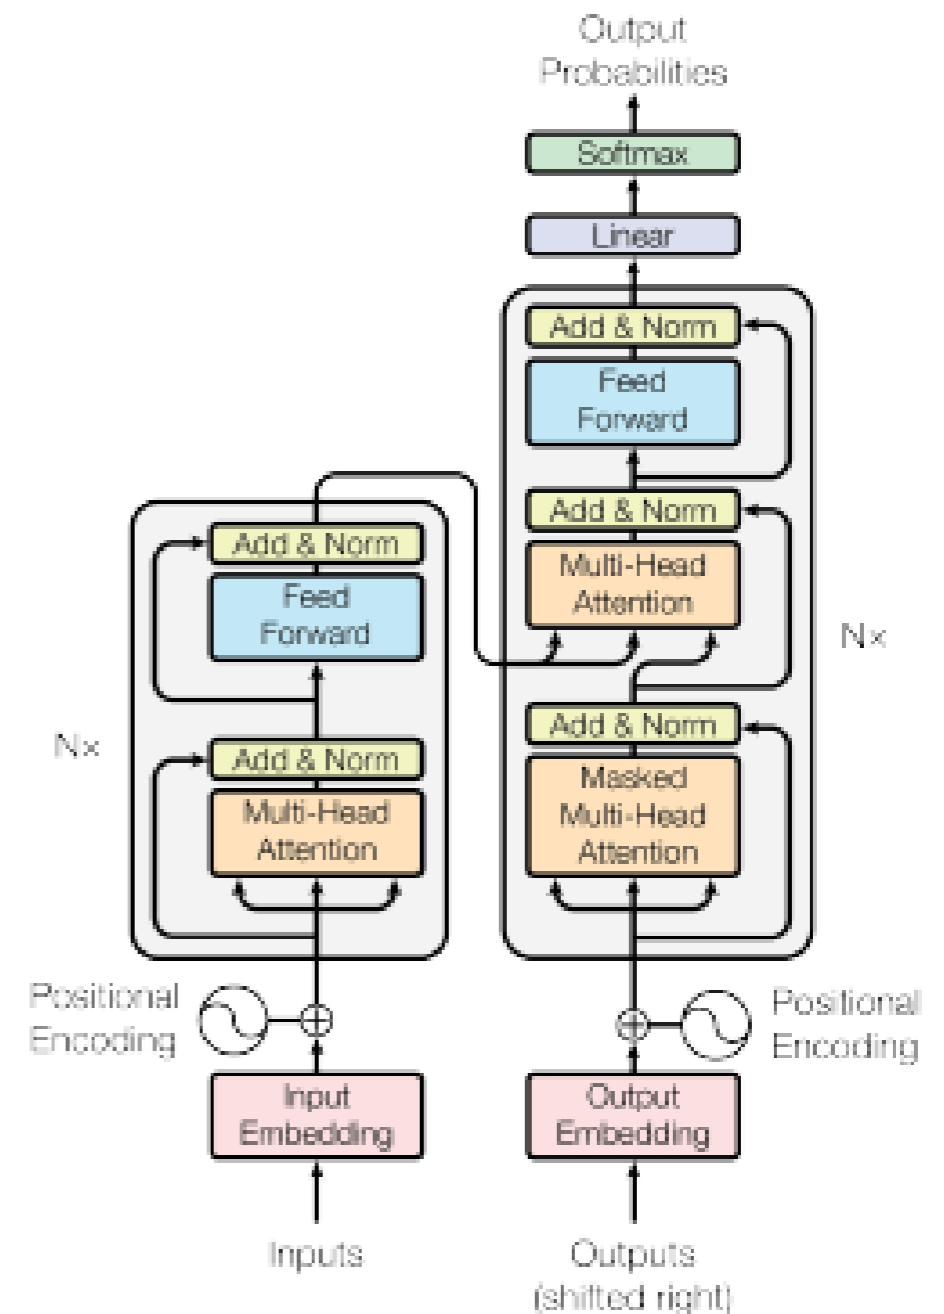 Output
Probabilities
Softmax
Linear
Add & Norm
Feed
Forward
Add & Norm
Multi-Head
Attention
Nx
Add & Norm
Masked
Multi-Head
Attention
Add & Norm
Feed
Forward
Nx
Add & Norm
Multi-Head
Attention
Positional
Encoding
Positional
Encoding
Input
Embedding
Output
Embedding
Inputs
Outputs
(shifted right)